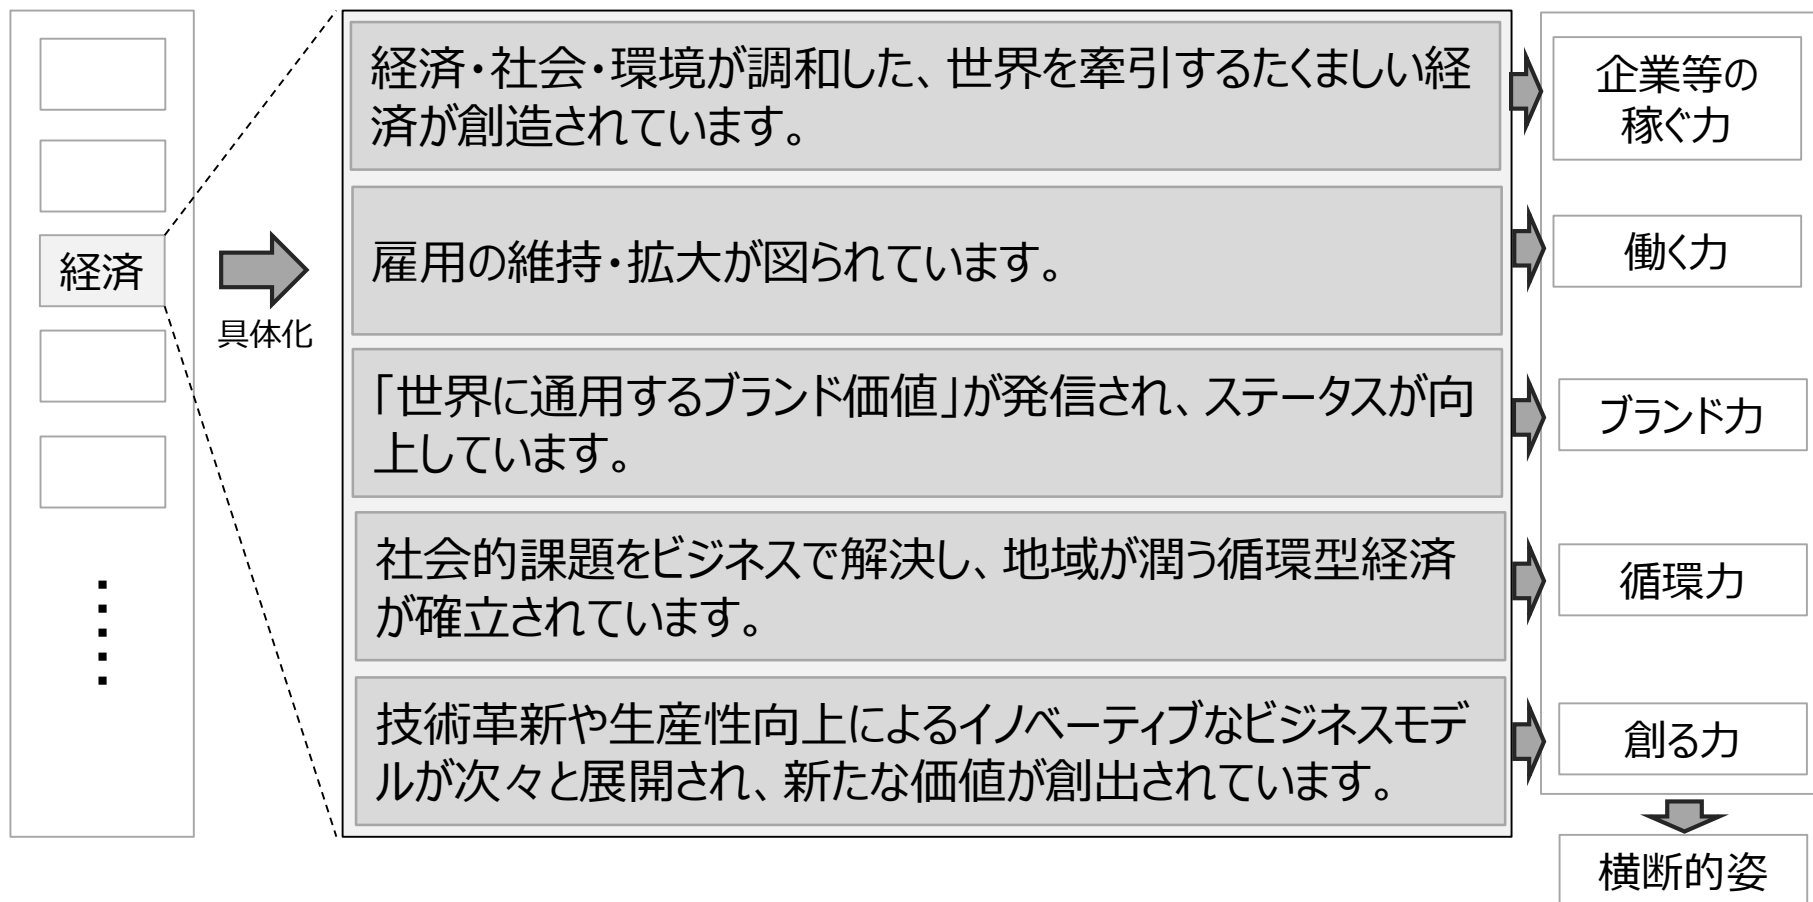 経済
具体化
経済・社会・環境が調和した、世界を牽引するたくましい経
済が創造されています。
雇用の維持・拡大が図られています。
「世界に通用するブランド価値」が発信され、ステータスが向
上しています。
社会的課題をビジネスで解決し、地域が潤う循環型経済
が確立されています。
技術革新や生産性向上によるイノベーティブなビジネスモデ
ルが次々と展開され、新たな価値が創出されています。
企業等の
稼ぐ力
働く力
ブランド力
循環力
創る力
横断的姿